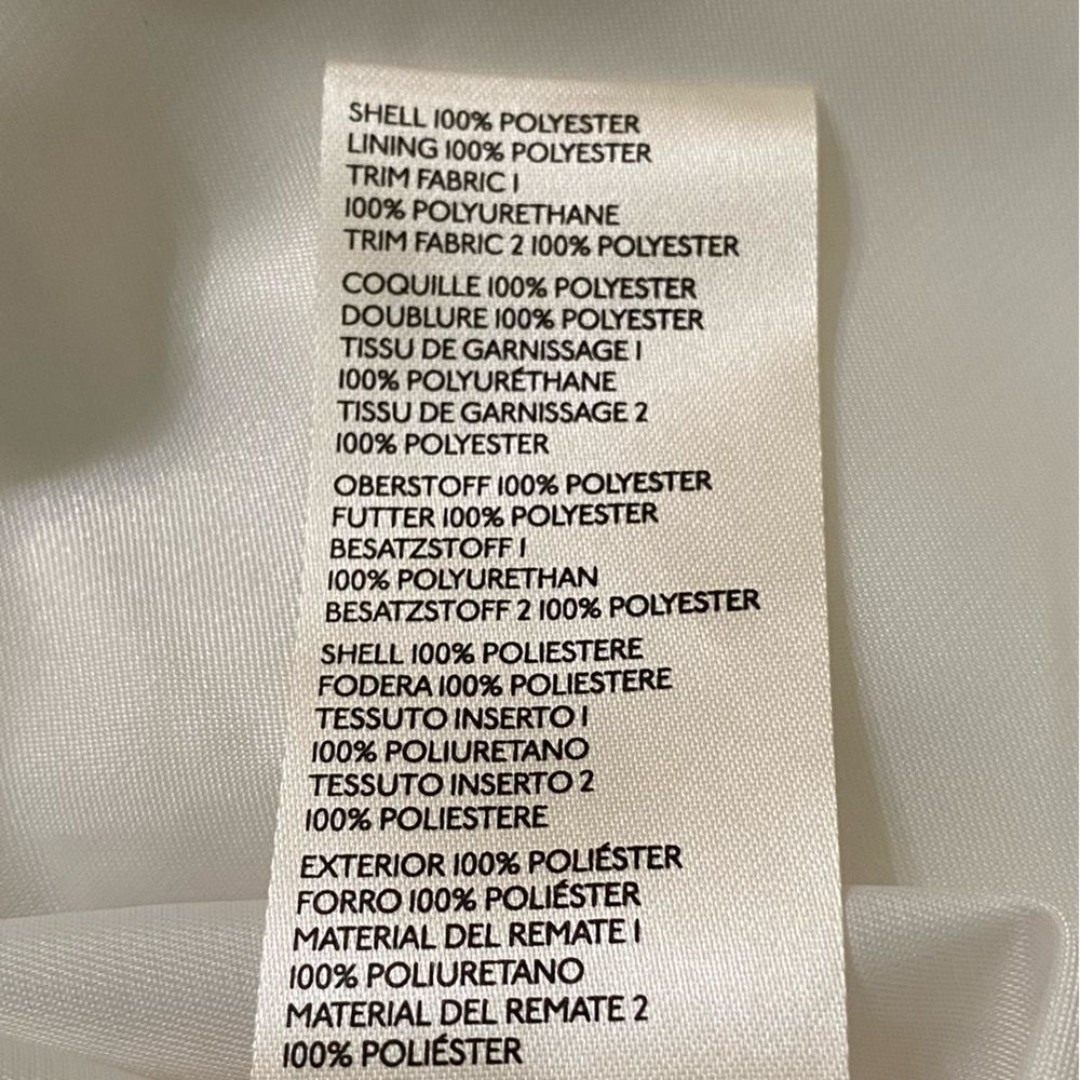 SHELL 100% POLYESTER
LINING 100% POLYESTER
TRIM FABRIC 1
100% POLYURETHANE
TRIM FABRIC 2 100% POLYESTER
COQUILLE 100% POLYESTER
DOUBLURE 100% POLYESTER
TISSU DE GARNISSAGE 1
100% POLYURÉTHANE
TISSU DE GARNISSAGE 2
100% POLYESTER
OBERSTOFF 100% POLYESTER
FUTTER 100% POLYESTER
BESATZSTOFF 1
100% POLYURETHAN
BESATZSTOFF 2 100% POLYESTER
SHELL 100% POLIESTERE
FODERA 100% POLIESTERE
TESSUTO INSERTO 1
100% POLIURETANO
TESSUTO INSERTO 2
100% POLIESTERE
EXTERIOR 100% POLIÉSTER
FORRO 100% POLIÉSTER
MATERIAL DEL REMATE 1
100% POLIURETANO
MATERIAL DEL REMATE 2
100% POLIÉSTER